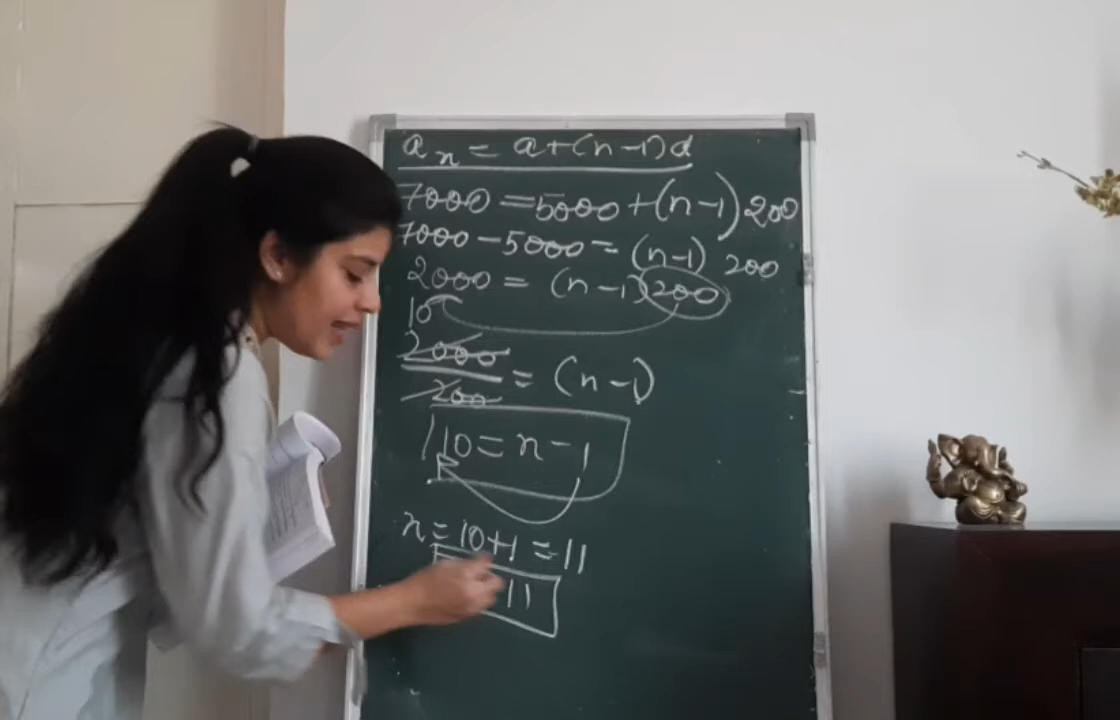 a n = a+(n-1)d
7000 = 5000 + (n-1) 200
7000 - 5000 = (n-1) 200
2000 = (n-1) 200
10
2000
200
= (n-1)
10 = n - 1
n = 10+1 = 11
11